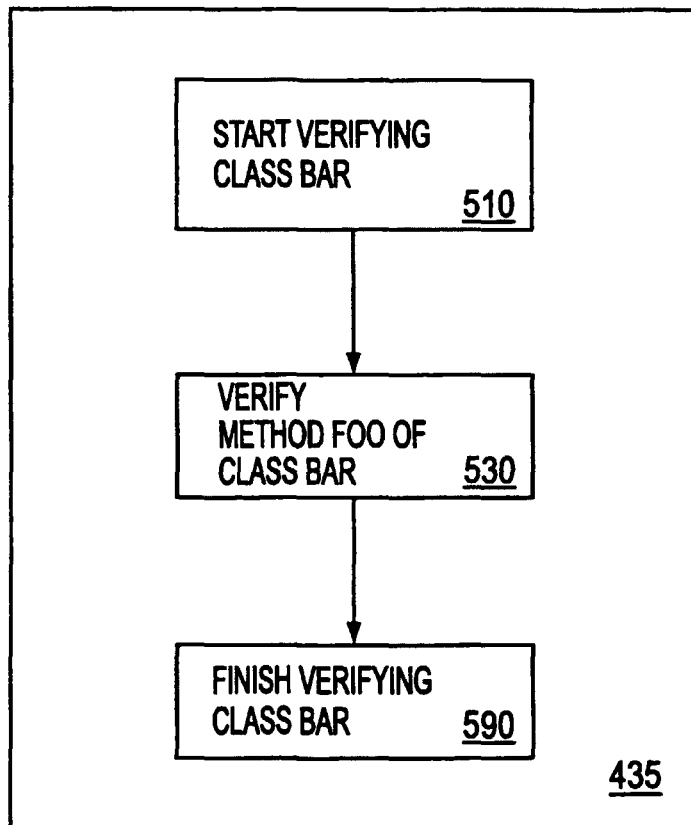 START VERIFYING
CLASS BAR
510
VERIFY
METHOD FOO OF
CLASS BAR
530
FINISH VERIFYING
CLASS BAR
590
435